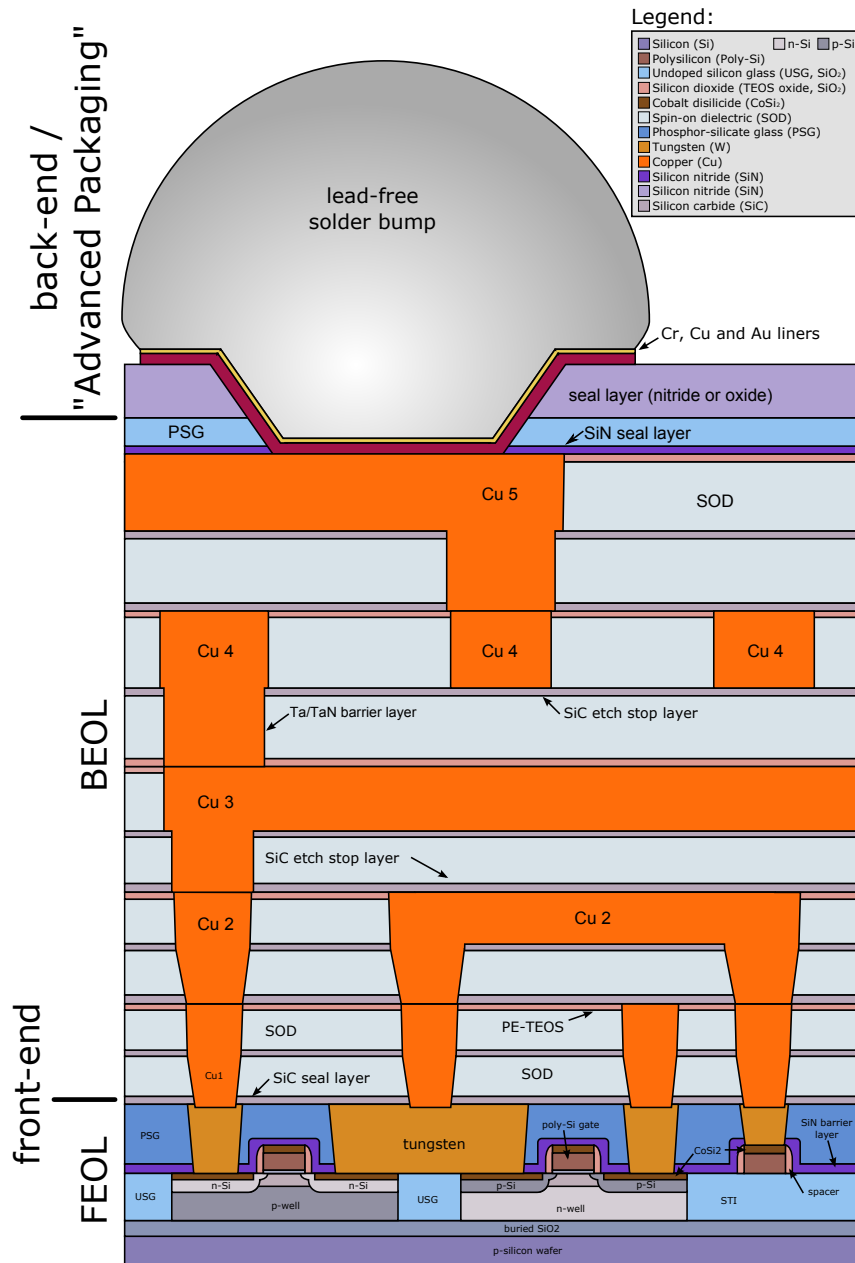 Legend:
Silicon (Si)
n-Si
p-Si
Polysilicon (Poly-Si)
Undoped silicon glass (USG, SiO₂)
Silicon dioxide (TEOS oxide, SiO₂)
Cobalt disilicide (CoSi₂)
Spin-on dielectric (SOD)
Phosphor-silicate glass (PSG)
Tungsten (W)
Copper (Cu)
Silicon nitride (SiN)
Silicon nitride (SiN)
Silicon carbide (SiC)
back-end /
"Advanced Packaging"
lead-free
solder bump
Cr, Cu and Au liners
seal layer (nitride or oxide)
PSG
SiN seal layer
Cu 5
SOD
BEOL
Cu 4
Cu 4
Cu 4
Ta/TaN barrier layer
SiC etch stop layer
Cu 3
SiC etch stop layer
Cu 2
Cu 2
front-end
SOD
PE-TEOS
Cu1
SiC seal layer
SOD
FEOL
PSG
tungsten
poly-Si gate
CoSi2
SiN barrier
layer
n-Si
n-Si
p-Si
p-Si
spacer
USG
p-well
USG
n-well
STI
buried SiO2
p-silicon wafer